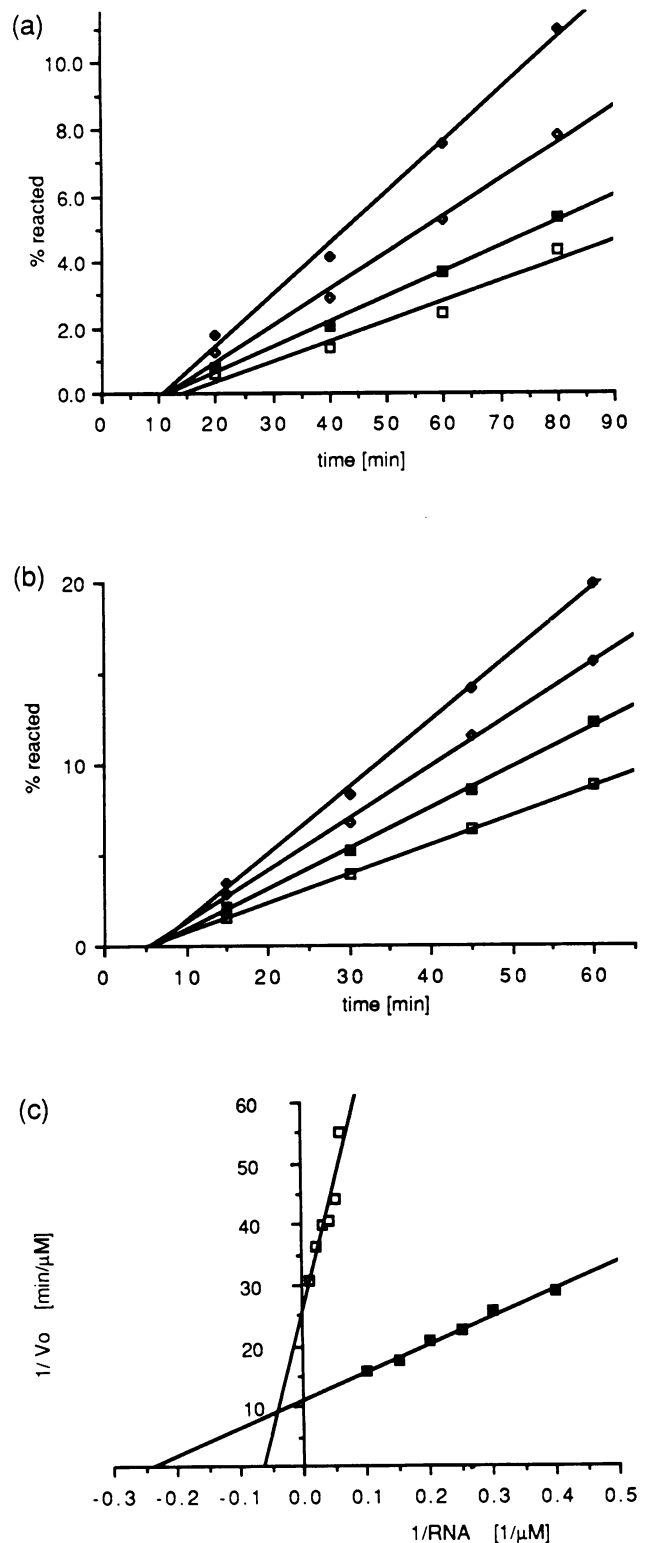 (a)
10.0
8.0
6.0
4.0
2.0
0.0
% reacted
0 10 20 30 40 50 60 70 80 90
time [min]
(b)
20
10
0
% reacted
0 10 20 30 40 50 60
time [min]
(c)
60
50
40
30
20
10
1/ Vo [min/µM]
-0.3 -0.2 -0.1 0.0 0.1 0.2 0.3 0.4 0.5
1/RNA [1/µM]